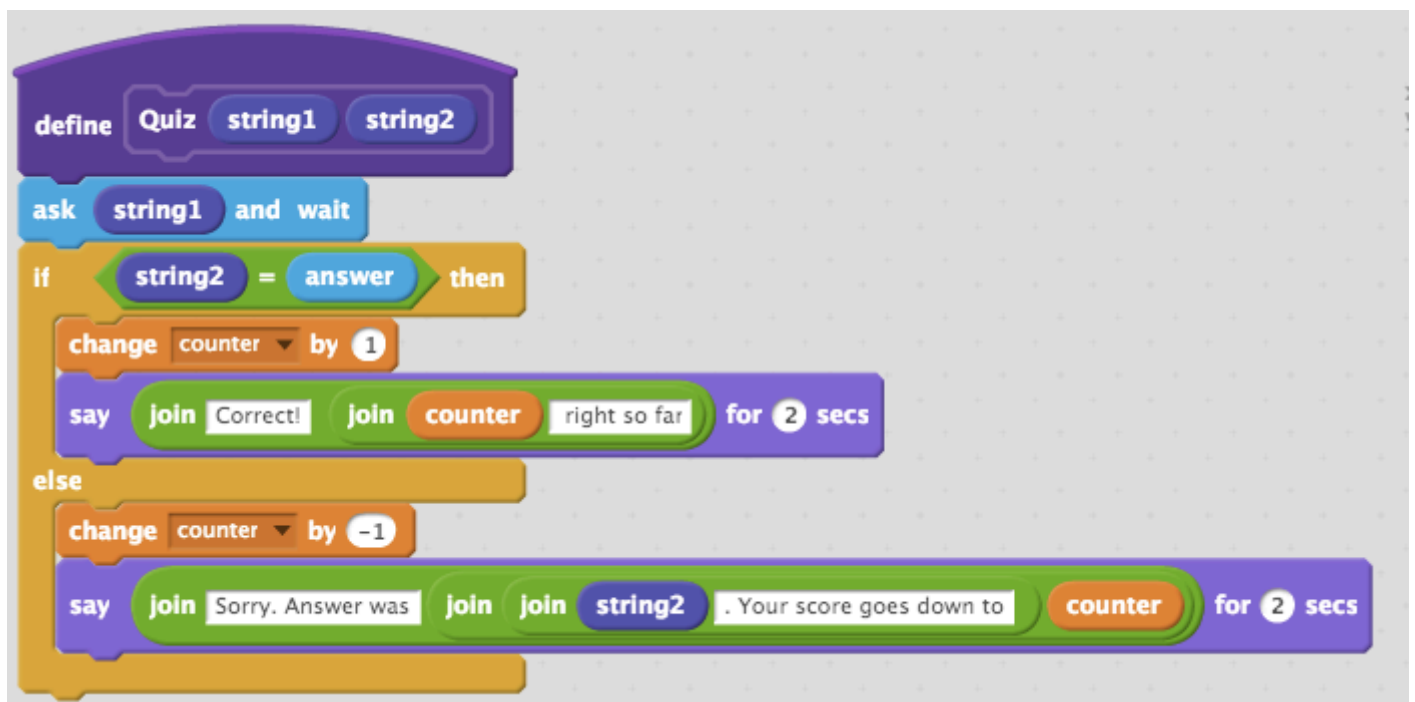 define Quiz string1 string2
ask string1 and wait
if string2 = answer then
change counter by 1
say join Correct! join counter right so far for 2 secs
else
change counter by -1
say join Sorry. Answer was join join string2 . Your score goes down to counter for 2 secs